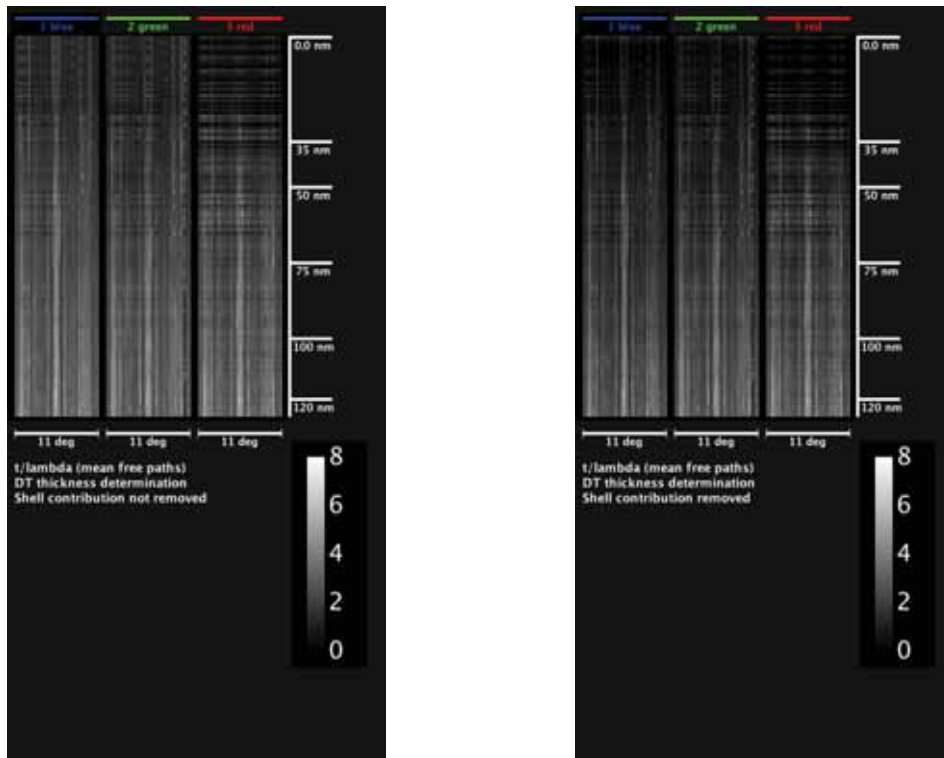 1 blue 2 green 3 red
0.0 nm
35 nm
50 nm
75 nm
100 nm
120 nm
11 deg 11 deg 11 deg
t/lambda (mean free paths)
DT thickness determination
Shell contribution not removed
8
6
4
2
0
1 blue 2 green 3 red
0.0 nm
35 nm
50 nm
75 nm
100 nm
120 nm
11 deg 11 deg 11 deg
t/lambda (mean free paths)
DT thickness determination
Shell contribution removed
8
6
4
2
0